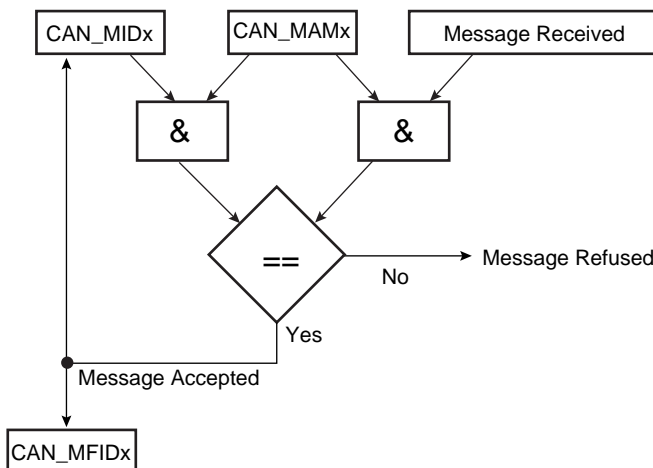 CAN_MIDx
CAN_MAMx
Message Received
&
&
==
No
Message Refused
Yes
Message Accepted
CAN_MFIDx